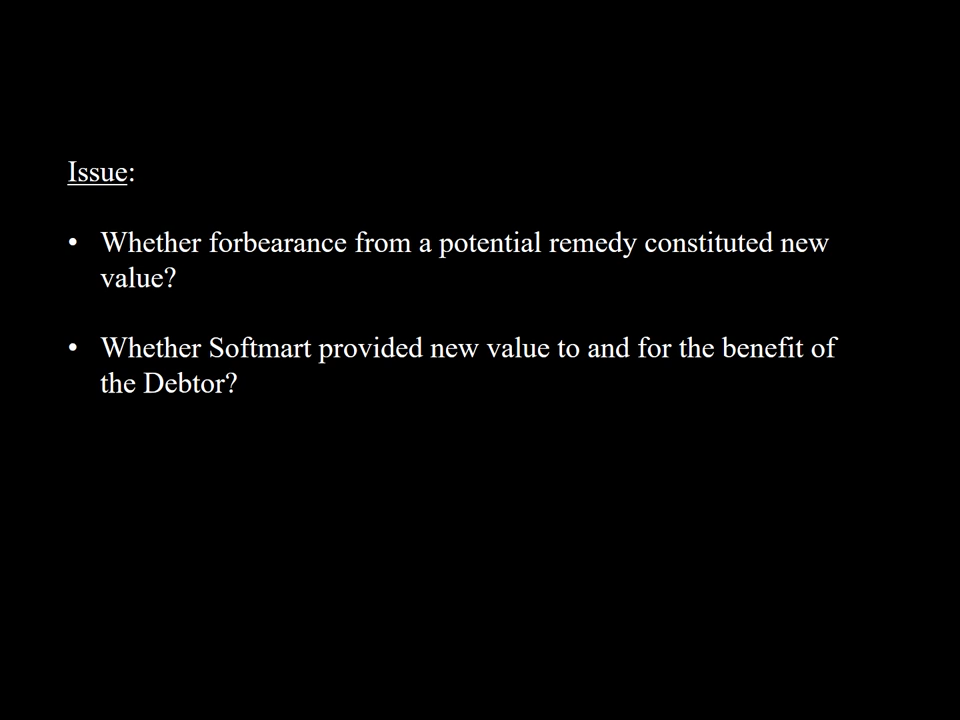 Issue:
• Whether forbearance from a potential remedy constituted new
value?
• Whether Softmart provided new value to and for the benefit of
the Debtor?